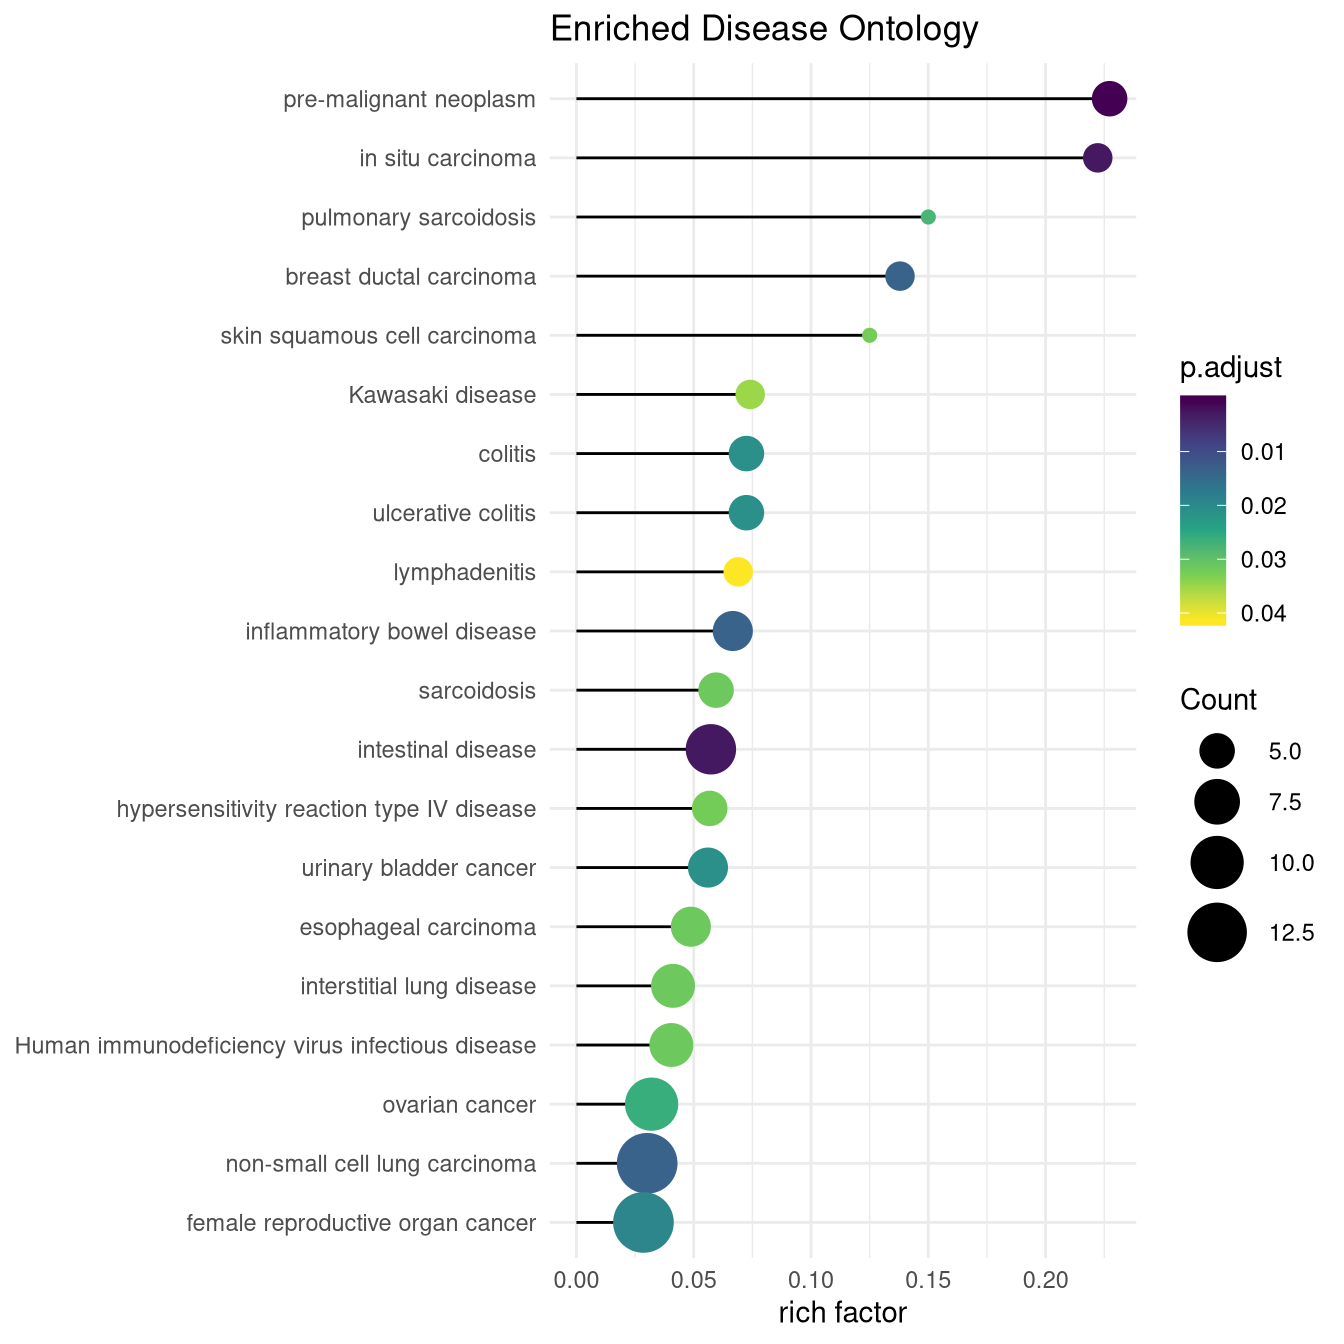 Enriched Disease Ontology
pre-malignant neoplasm
in situ carcinoma
pulmonary sarcoidosis
breast ductal carcinoma
skin squamous cell carcinoma
Kawasaki disease
colitis
ulcerative colitis
lymphadenitis
inflammatory bowel disease
sarcoidosis
intestinal disease
hypersensitivity reaction type IV disease
urinary bladder cancer
esophageal carcinoma
interstitial lung disease
Human immunodeficiency virus infectious disease
ovarian cancer
non-small cell lung carcinoma
female reproductive organ cancer
0.00 0.05 0.10 0.15 0.20
rich factor
p.adjust
0.01
0.02
0.03
0.04
Count
5.0
7.5
10.0
12.5